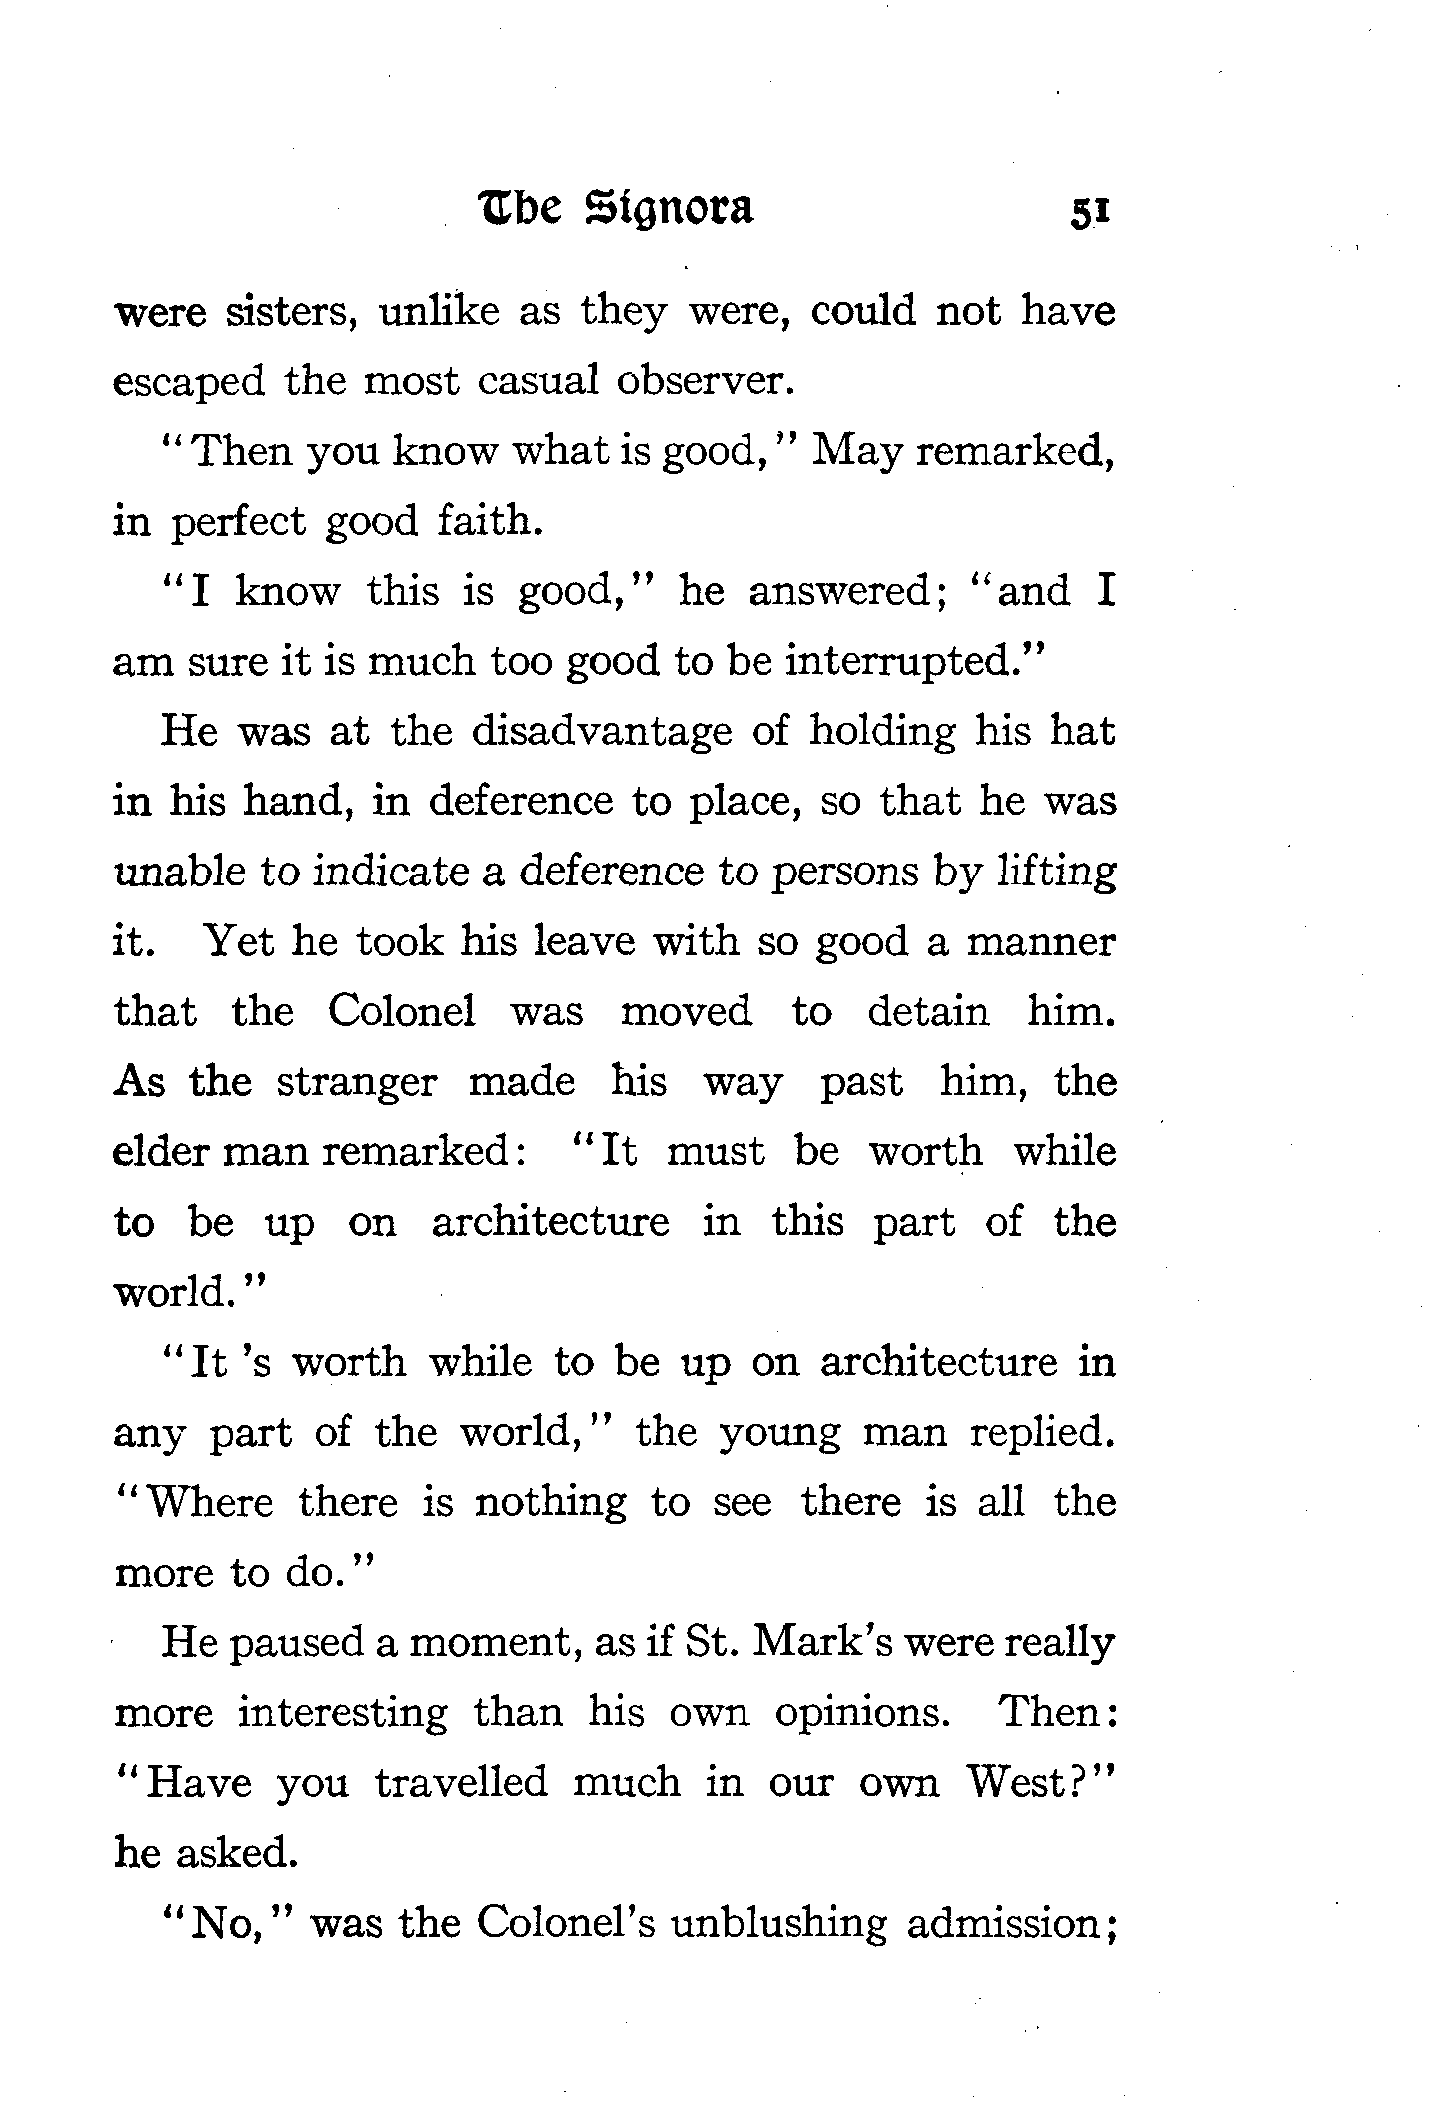 The Signora 51
were sisters, unlike as they were, could not have
escaped the most casual observer.
"Then you know what is good," May remarked,
in perfect good faith.
"I know this is good," he answered; "and I
am sure it is much too good to be interrupted."
He was at the disadvantage of holding his hat
in his hand, in deference to place, so that he was
unable to indicate a deference to persons by lifting
it. Yet he took his leave with so good a manner
that the Colonel was moved to detain him.
As the stranger made his way past him, the
elder man remarked: "It must be worth while
to be up on architecture in this part of the
world."
"It 's worth while to be up on architecture in
any part of the world," the young man replied.
"Where there is nothing to see there is all the
more to do."
He paused a moment, as if St. Mark's were really
more interesting than his own opinions. Then:
"Have you travelled much in our own West?"
he asked.
"No," was the Colonel's unblushing admission;